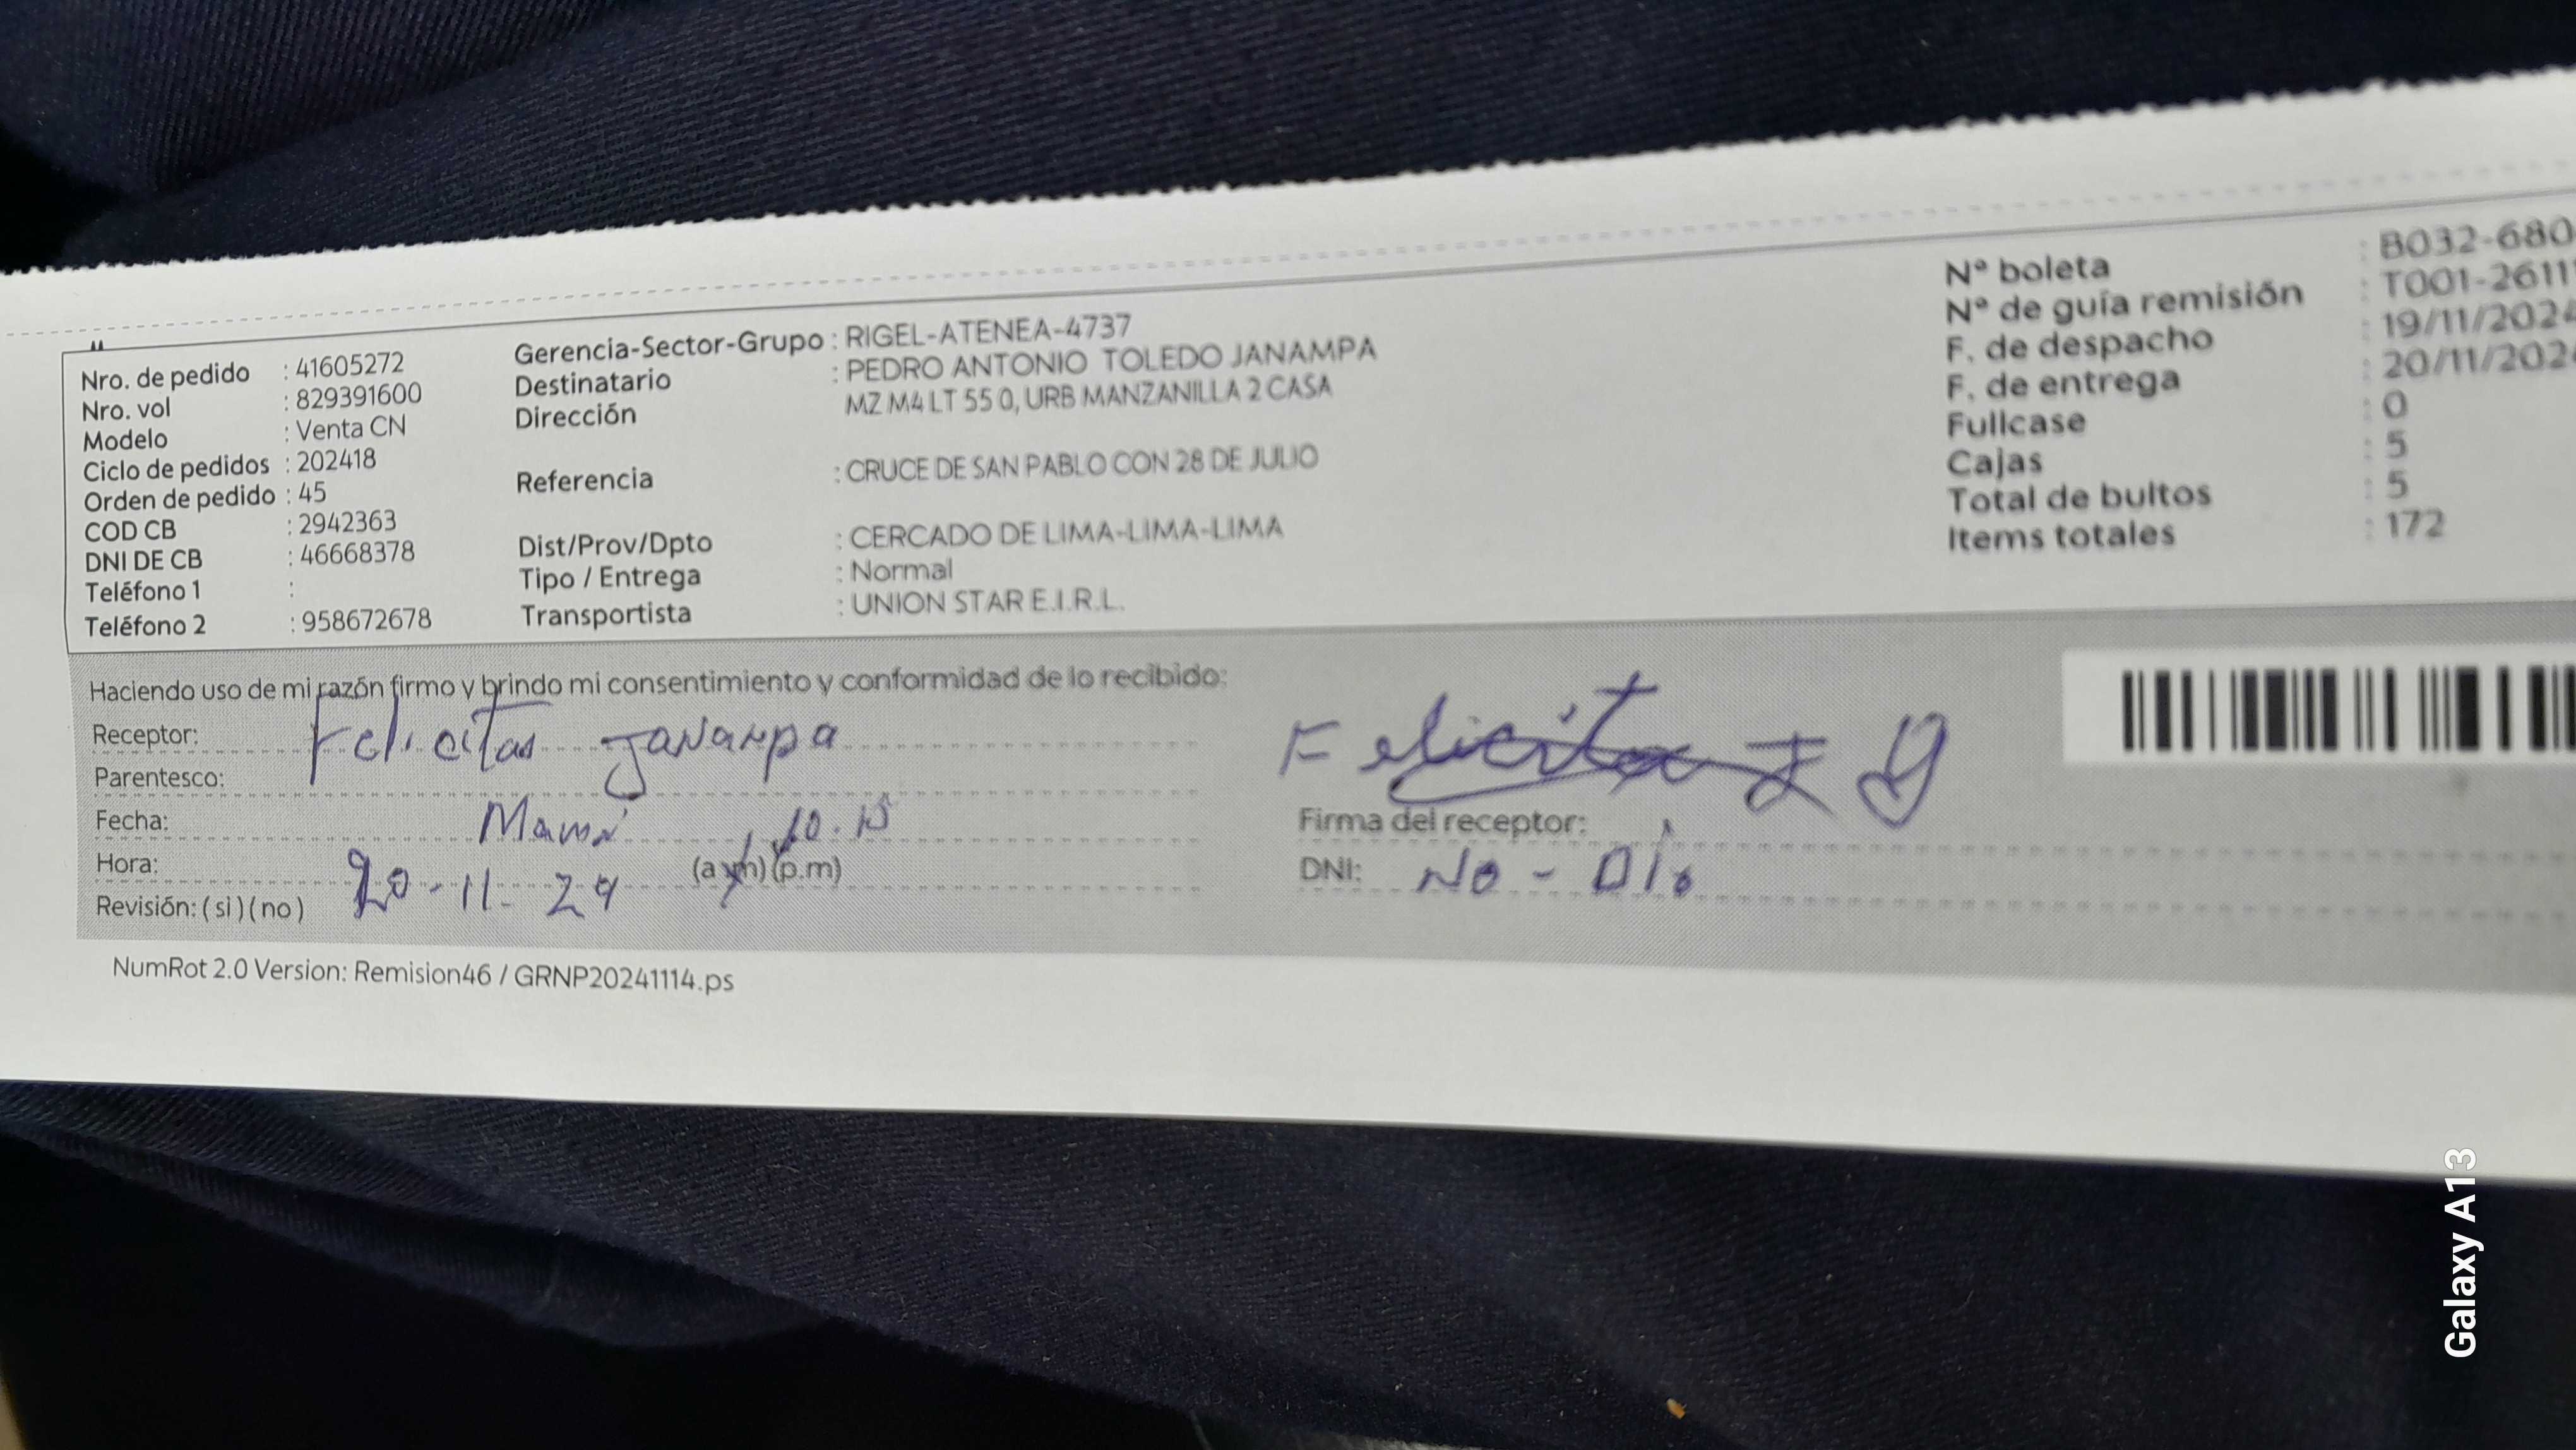 Nro. de pedido : 41605272
Nro. vol : 829391600
Modelo : Venta CN
Ciclo de pedidos : 202418
Orden de pedido : 45
COD CB : 2942363
DNI DE CB : 46668378
Teléfono 1 :
Teléfono 2 : 958672678
Gerencia-Sector-Grupo : RIGEL-ATENEA-4737
Destinatario : PEDRO ANTONIO TOLEDO JANAMPA
Dirección MZ M4 LT 55 0, URB MANZANILLA 2 CASA
Referencia : CRUCE DE SAN PABLO CON 28 DE JULIO
Dist/Prov/Dpto : CERCADO DE LIMA-LIMA-LIMA
Tipo / Entrega : Normal
Transportista : UNION STAR E.I.R.L.
N° boleta : B032-680
N° de guía remisión : T001-2611
F. de despacho : 19/11/2024
F. de entrega : 20/11/202
Fullcase : 0
Cajas : 5
Total de bultos : 5
Items totales : 172
Haciendo uso de mi razón firmo y brindo mi consentimiento y conformidad de lo recibido:
Receptor: Felicitas Janampa
Parentesco:
Fecha: Mamá 10.15
Hora: 20-11-24 (a.m) (p.m)
Revisión: (si) (no)
Felicitas J
Firma del receptor:
DNI: No - Dio
NumRot 2.0 Version: Remision46 / GRNP20241114.ps
Galaxy A13